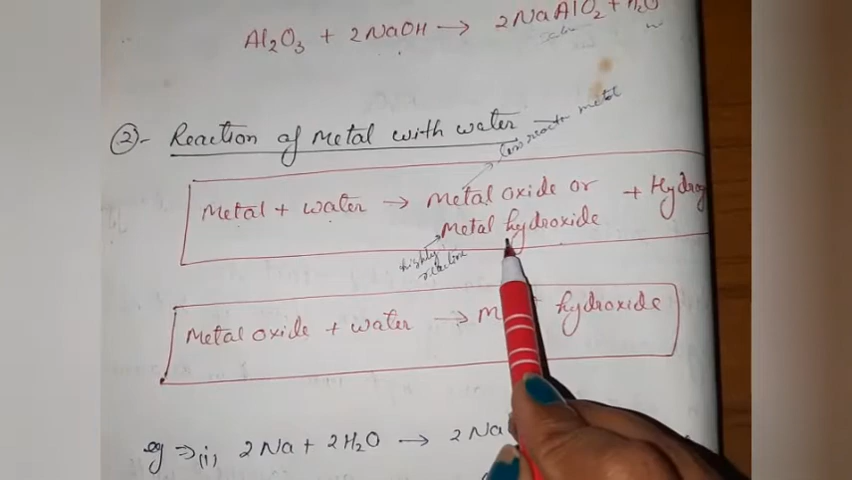 Al2O3 + 2NaOH → 2NaAlO2 + H2O
②- Reaction of Metal with water →
Less reactive metal
Metal + water → Metal oxide or
Metal hydroxide + Hydrog
highly
reactive
Metal oxide + water → M hydroxide
eg ⇒ (i) 2Na + 2H2O → 2Na